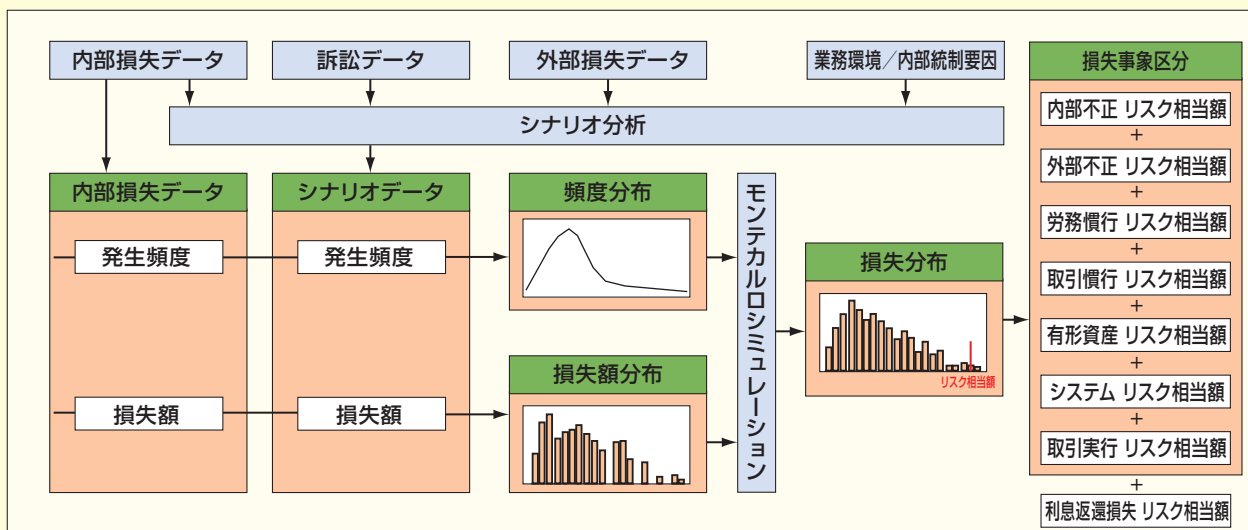 内部損失データ
訴訟データ
外部損失データ
業務環境/内部統制要因
シナリオ分析
内部損失データ
発生頻度
損失額
シナリオデータ
発生頻度
損失額
頻度分布
損失額分布
モンテカルロシミュレーション
損失分布
リスク相当額
損失事象区分
内部不正 リスク相当額
+
外部不正 リスク相当額
+
労務慣行 リスク相当額
+
取引慣行 リスク相当額
+
有形資産 リスク相当額
+
システム リスク相当額
+
取引実行 リスク相当額
+
利息返還損失 リスク相当額